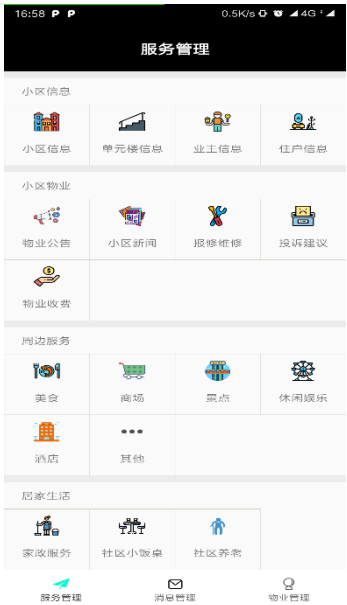 16:58 P P 0.5K/s 4G
服务管理
小区信息
小区信息 单元楼信息 业主信息 住户信息
小区物业
物业公告 小区新闻 报修维修 投诉建议
物业收费
周边服务
美食 商场 景点 休闲娱乐
酒店 其他
居家生活
家政服务 社区小饭桌 社区养老
服务管理 消息管理 物业管理